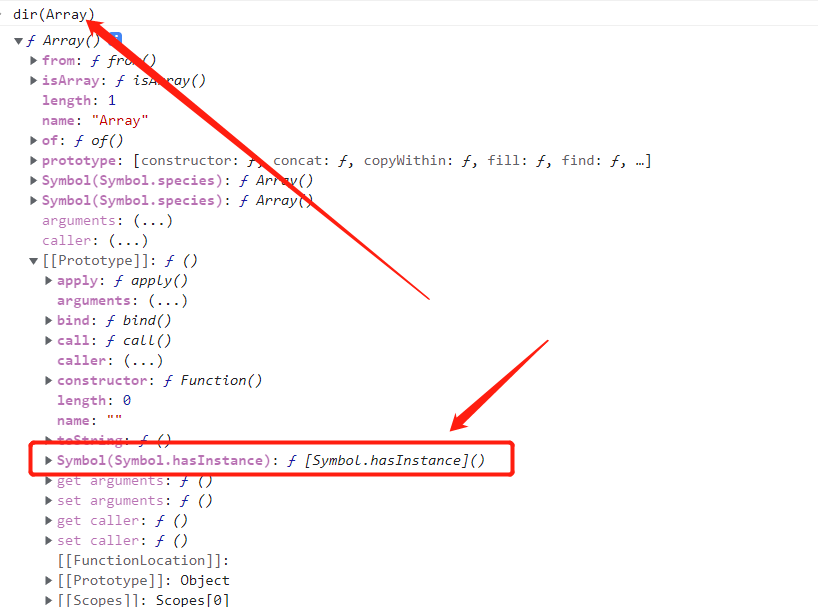 dir(Array)
▼ƒ Array()
▶from: ƒ from()
▶isArray: ƒ isArray()
length: 1
name: "Array"
▶of: ƒ of()
▶prototype: [constructor: ƒ, concat: ƒ, copyWithin: ƒ, fill: ƒ, find: ƒ, …]
▶Symbol(Symbol.species): ƒ Array()
▶Symbol(Symbol.species): ƒ Array()
arguments: (...)
caller: (...)
▼[[Prototype]]: ƒ ()
▶apply: ƒ apply()
arguments: (...)
▶bind: ƒ bind()
▶call: ƒ call()
caller: (...)
▶constructor: ƒ Function()
length: 0
name: ""
▶toString: ƒ ()
▶Symbol(Symbol.hasInstance): ƒ [Symbol.hasInstance]()
▶get arguments: ƒ ()
▶set arguments: ƒ ()
▶get caller: ƒ ()
▶set caller: ƒ ()
[[FunctionLocation]]:
▶[[Prototype]]: Object
▶[[Scopes]]: Scopes[0]